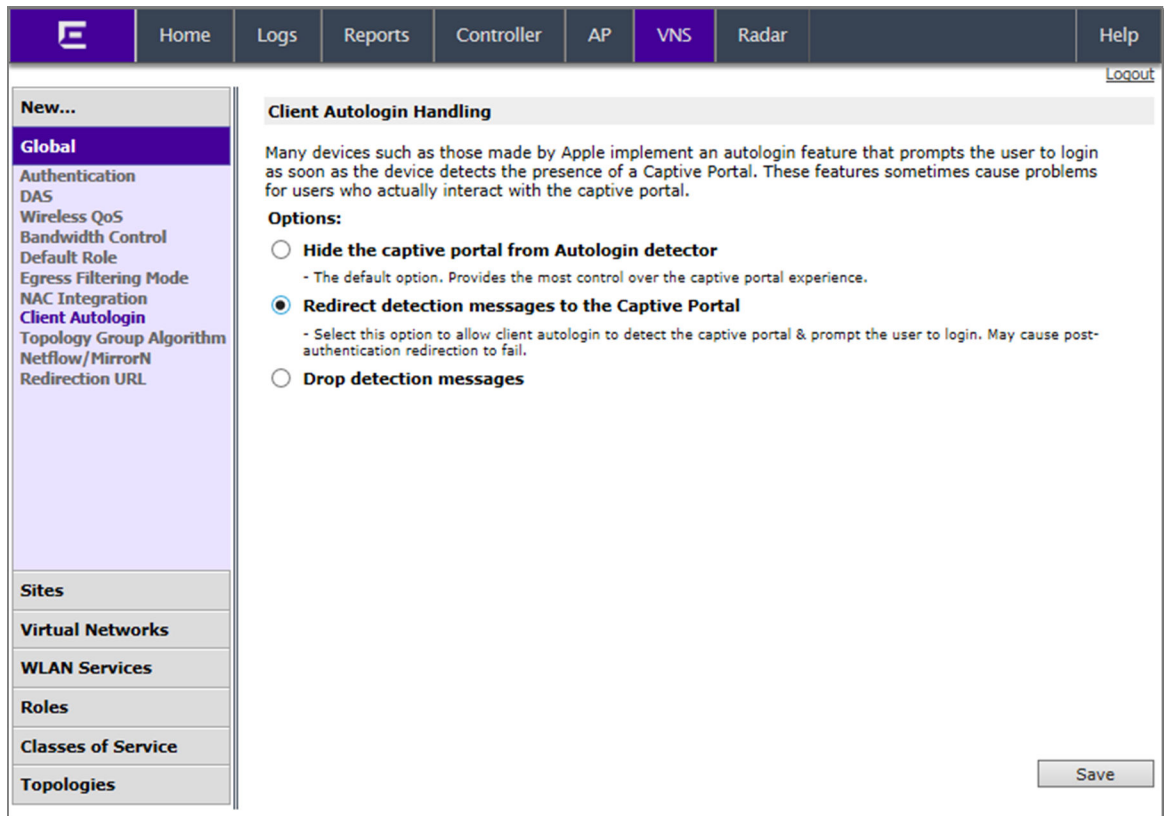 Home Logs Reports Controller AP VNS Radar Help
Logout
New...
Global
Authentication
DAS
Wireless QoS
Bandwidth Control
Default Role
Egress Filtering Mode
NAC Integration
Client Autologin
Topology Group Algorithm
Netflow/MirrorN
Redirection URL
Sites
Virtual Networks
WLAN Services
Roles
Classes of Service
Topologies
Client Autologin Handling
Many devices such as those made by Apple implement an autologin feature that prompts the user to login
as soon as the device detects the presence of a Captive Portal. These features sometimes cause problems
for users who actually interact with the captive portal.
Options:
Hide the captive portal from Autologin detector
- The default option. Provides the most control over the captive portal experience.
Redirect detection messages to the Captive Portal
- Select this option to allow client autologin to detect the captive portal & prompt the user to login. May cause post-
authentication redirection to fail.
Drop detection messages
Save